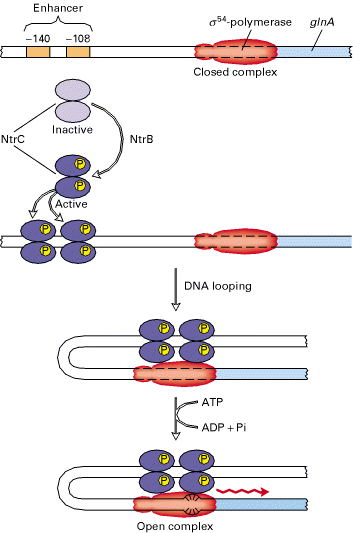 Enhancer
−140 −108
σ54-polymerase glnA
Closed complex
Inactive
NtrC NtrB
P
P
Active
P P
P P
DNA looping
P P
P P
ATP
ADP + Pi
P P
P P
Open complex